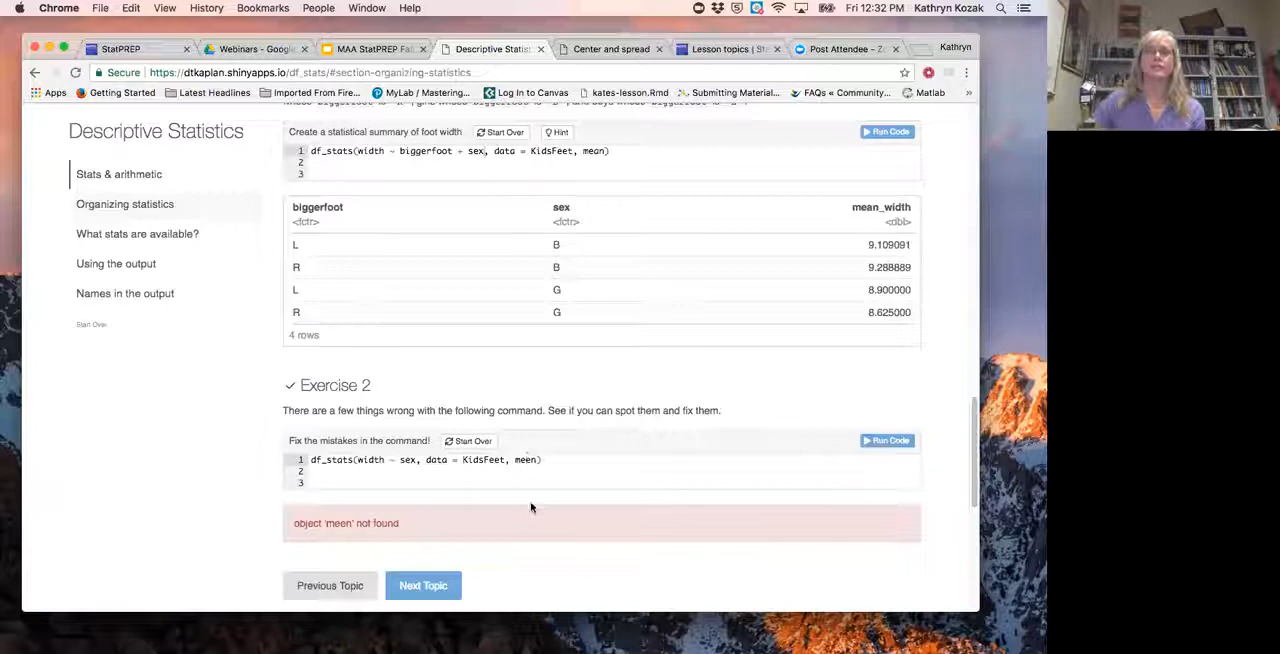 Chrome File Edit View History Bookmarks People Window Help Fri 12:32 PM Kathryn Kozak
StatPREP Webinars - Google MAA StatPREP Fal Descriptive Statis Center and spread Lesson topics | Sta Post Attendee - Zo Kathryn
Secure https://dtkaplan.shinyapps.io/df_stats/#section-organizing-statistics
Apps Getting Started Latest Headlines Imported From Fire... MyLab / Mastering... Log In to Canvas kates-lesson.Rmd Submitting Material... FAQs « Community... Matlab »
Descriptive Statistics
Stats & arithmetic
Organizing statistics
What stats are available?
Using the output
Names in the output
Start Over
Create a statistical summary of foot width Start Over Hint Run Code
1 df_stats(width ~ biggerfoot + sex, data = KidsFeet, mean)
2
3
biggerfoot sex mean_width
<fctr> <fctr> <dbl>
L B 9.109091
R B 9.288889
L G 8.900000
R G 8.625000
4 rows
Exercise 2
There are a few things wrong with the following command. See if you can spot them and fix them.
Fix the mistakes in the command! Start Over Run Code
1 df_stats(width ~ sex, data = KidsFeet, meen)
2
3
object 'meen' not found
Previous Topic Next Topic